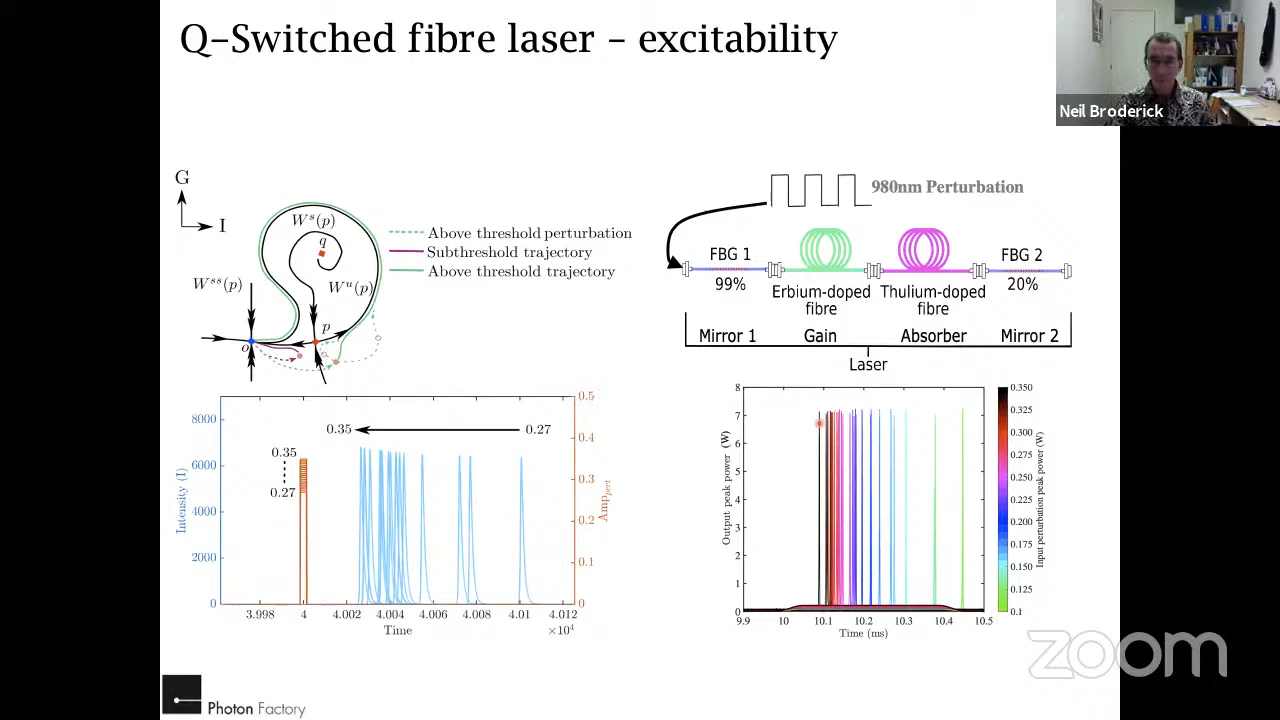 Q-Switched fibre laser - excitability
Neil Broderick
G
I
W^s(p)
q
W^{ss}(p)
W^u(p)
p
o
Above threshold perturbation
Subthreshold trajectory
Above threshold trajectory
980nm Perturbation
FBG 1
FBG 2
99%
20%
Erbium-doped
fibre
Thulium-doped
fibre
Mirror 1
Gain
Absorber
Mirror 2
Laser
8000
6000
4000
2000
0
Intensity (I)
0.35
0.27
0.35
0.27
0.5
0.4
0.3
0.2
0.1
0
Amp_{pert}
3.998
4
4.002
4.004
4.006
4.008
4.01
4.012
×10^4
Time
8
7
6
5
4
3
2
1
0
Output peak power (W)
9.9
10
10.1
10.2
10.3
10.4
10.5
Time (ms)
0.350
0.325
0.300
0.275
0.250
0.225
0.200
0.175
0.150
0.125
0.1
Input perturbation peak power (W)
zoom
Photon Factory